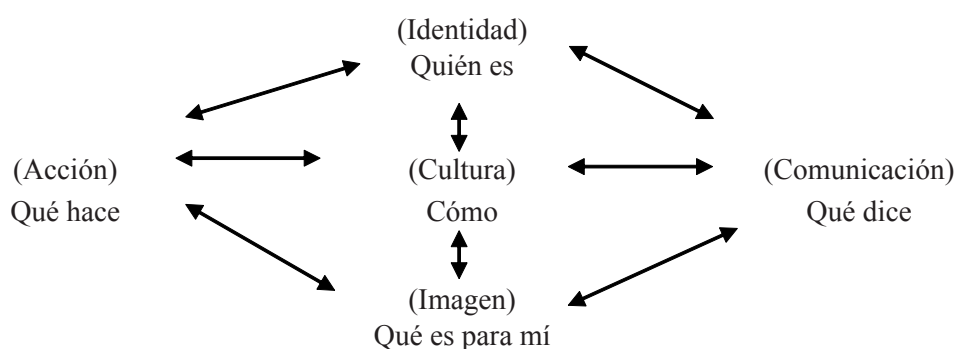 (Identidad)
Quién es
(Acción)
Qué hace
(Cultura)
Cómo
(Comunicación)
Qué dice
(Imagen)
Qué es para mí